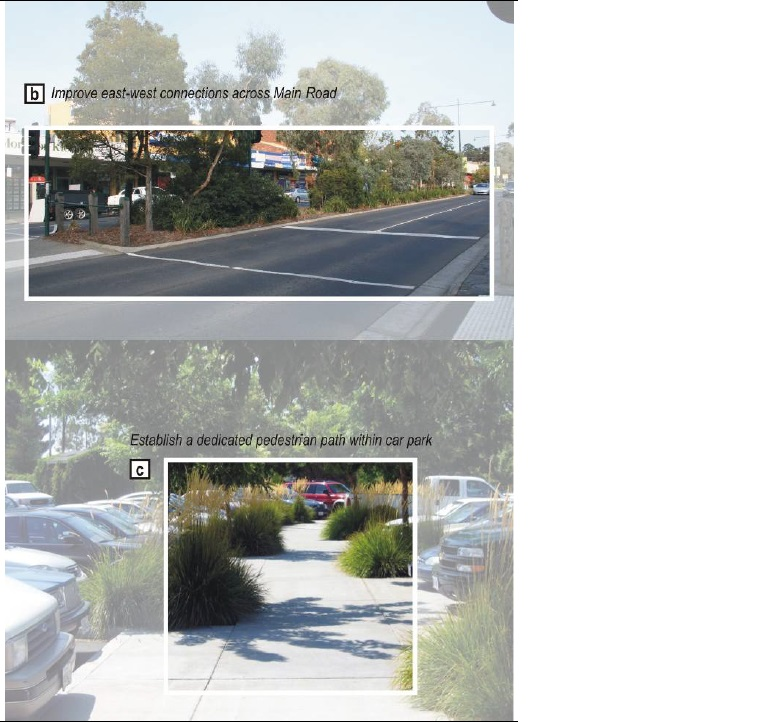 b Improve east-west connections across Main Road
Establish a dedicated pedestrian path within car park
c